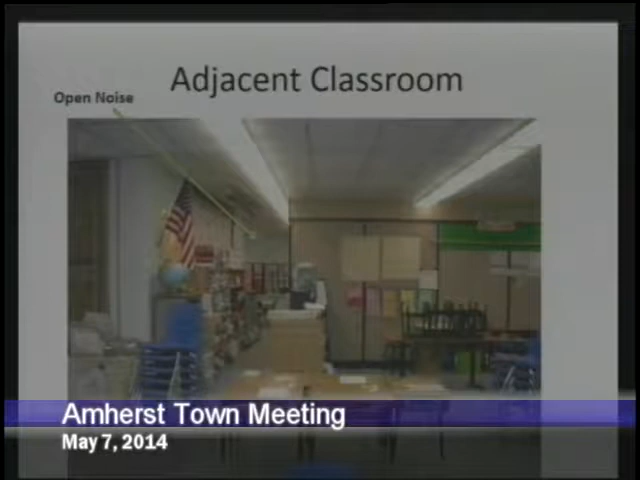 Adjacent Classroom
Open Noise
Amherst Town Meeting
May 7, 2014